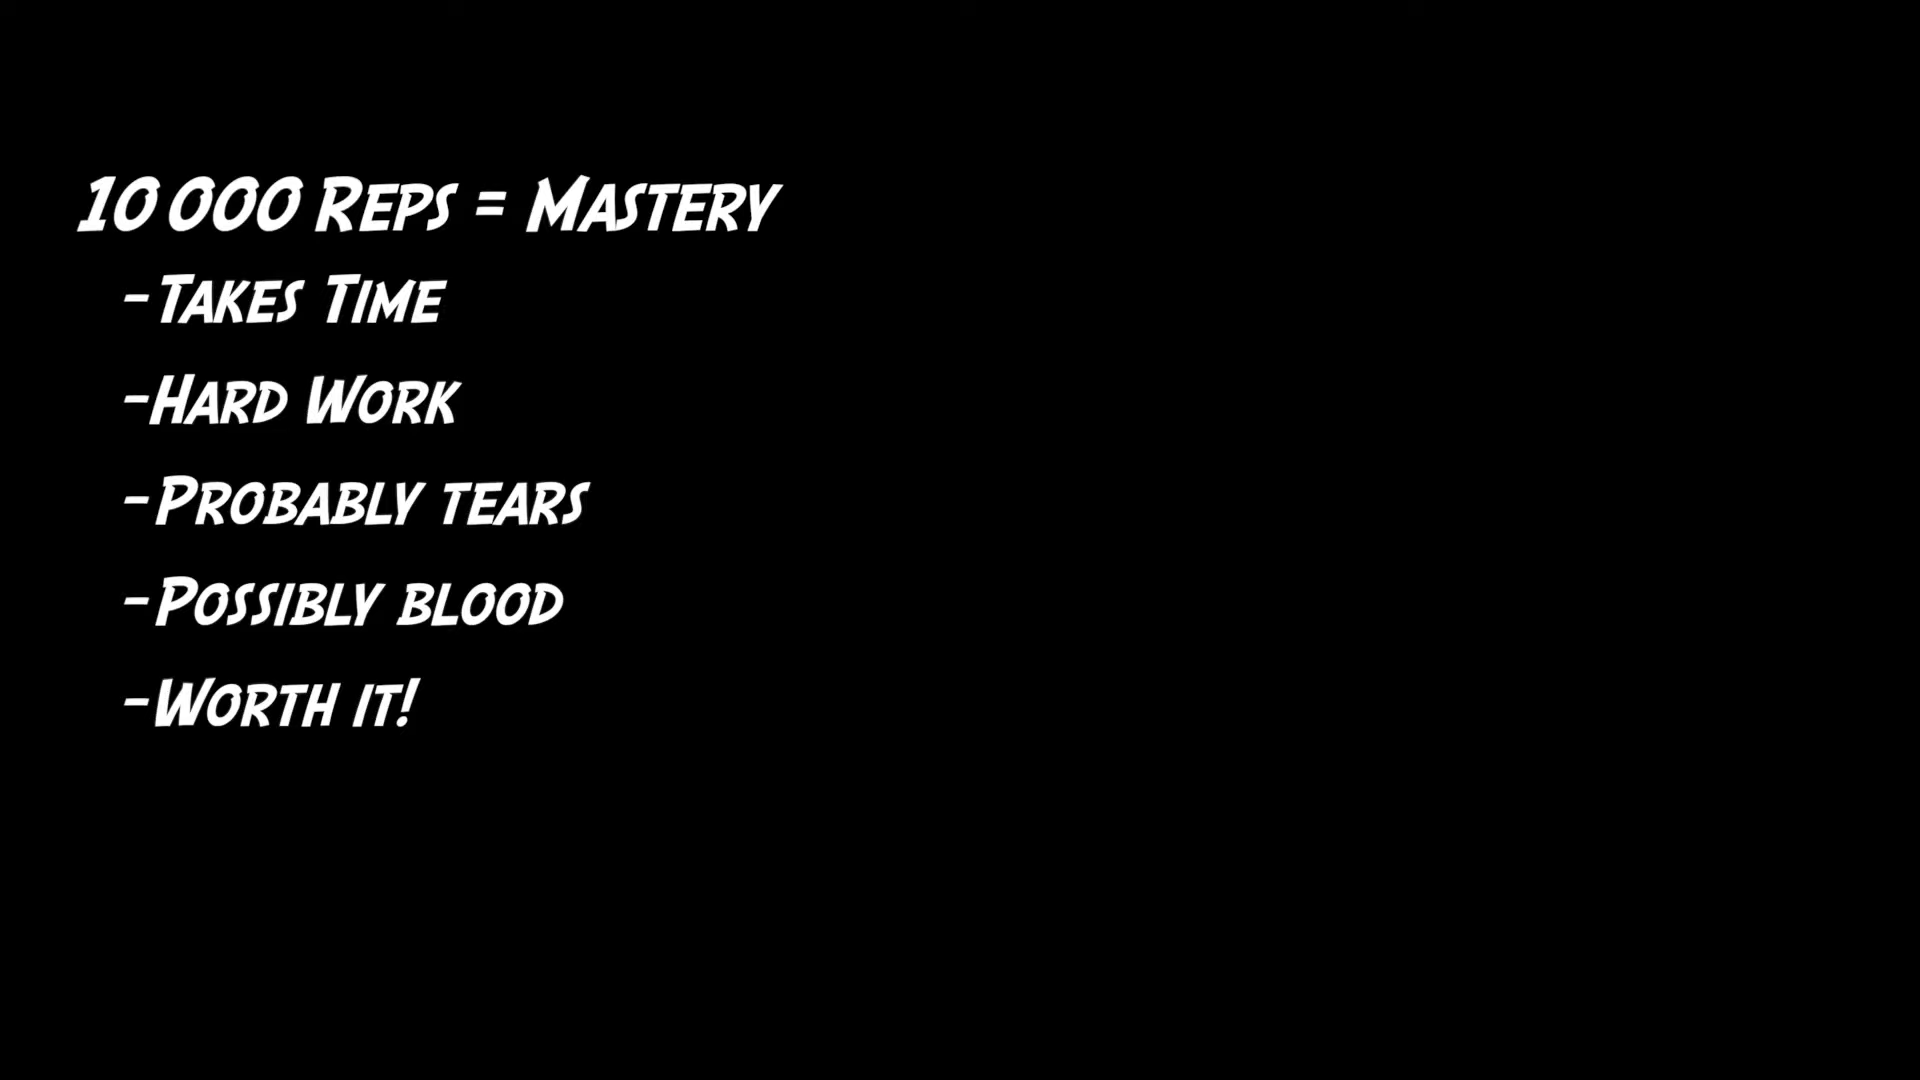 10 000 Reps = Mastery
-Takes Time
-Hard Work
-Probably tears
-Possibly blood
-Worth it!